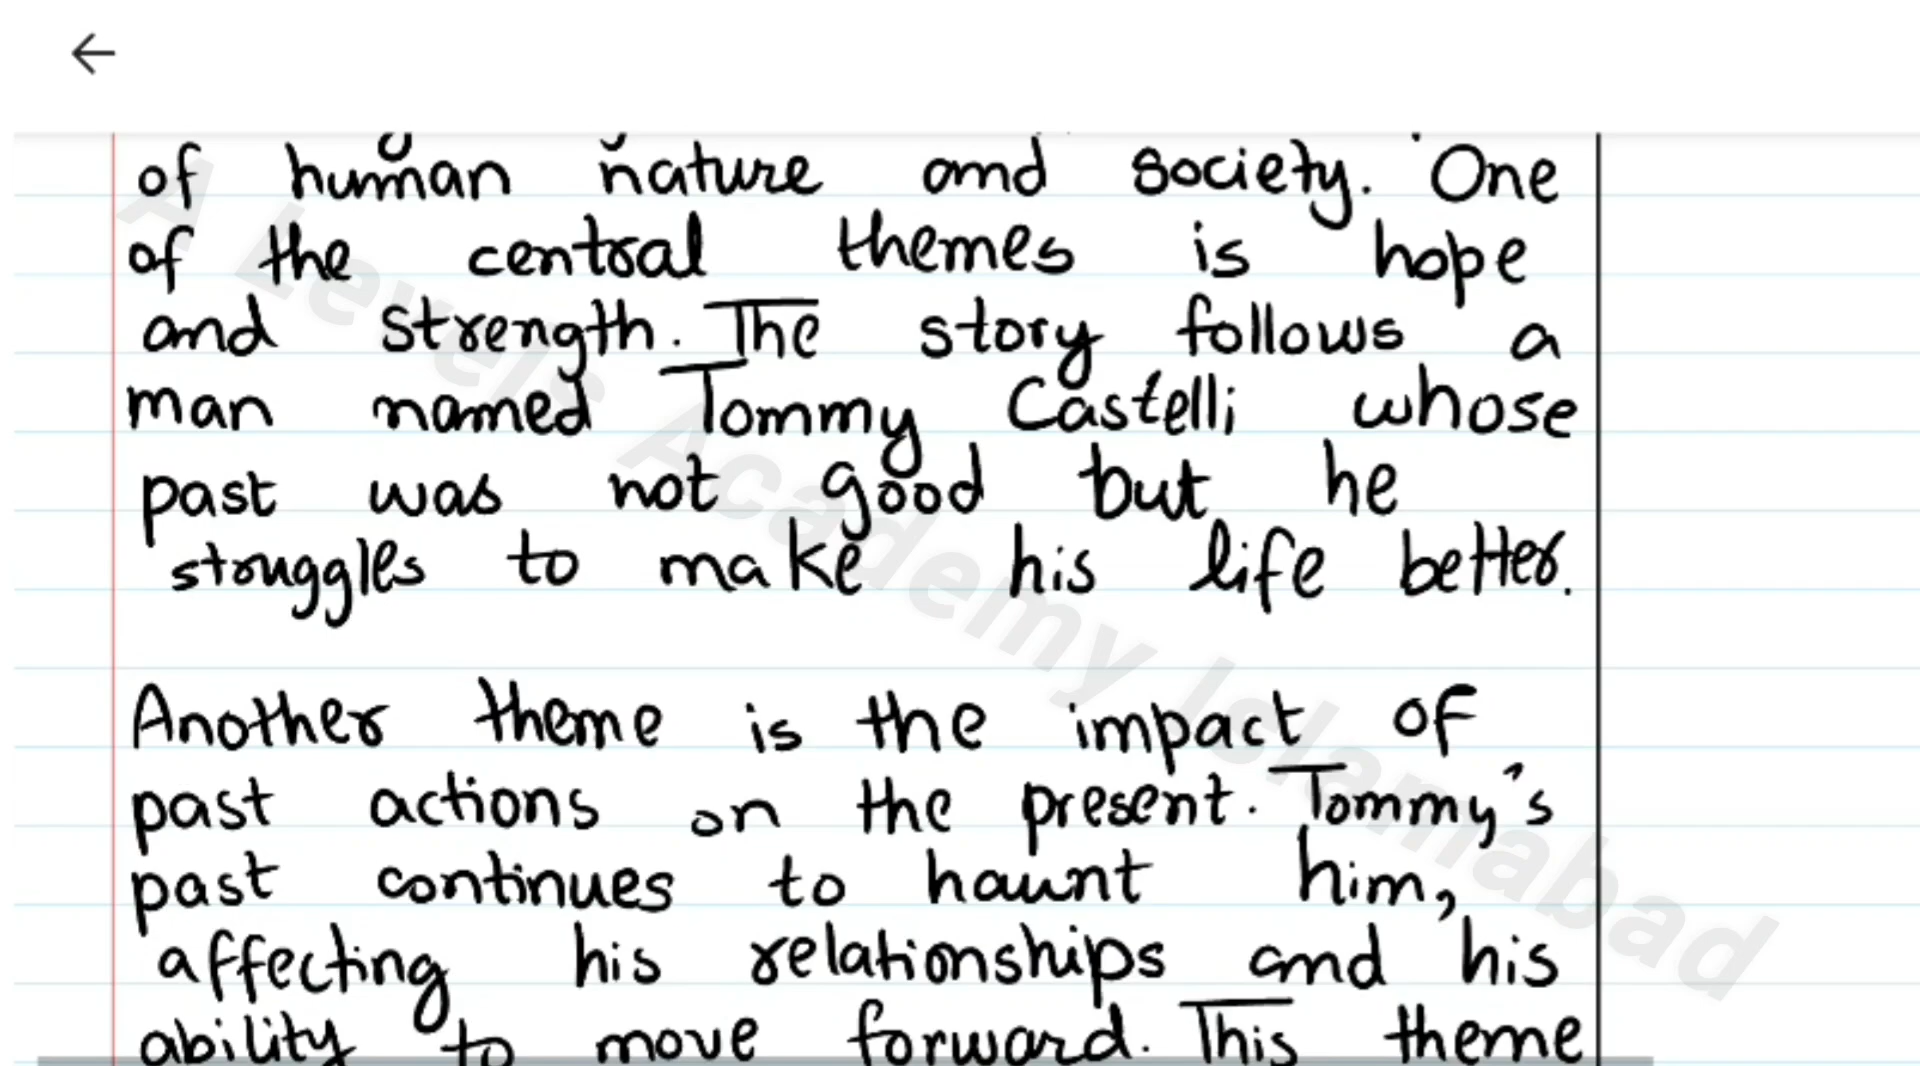 of human nature and society. One
of the central themes is hope
and strength. The story follows a
man named Tommy Castelli whose
past was not good but he
struggles to make his life better.
Another theme is the impact of
past actions on the present. Tommy's
past continues to haunt him,
affecting his relationships and his
ability to move forward. This theme
A Levels Academy Islamabad